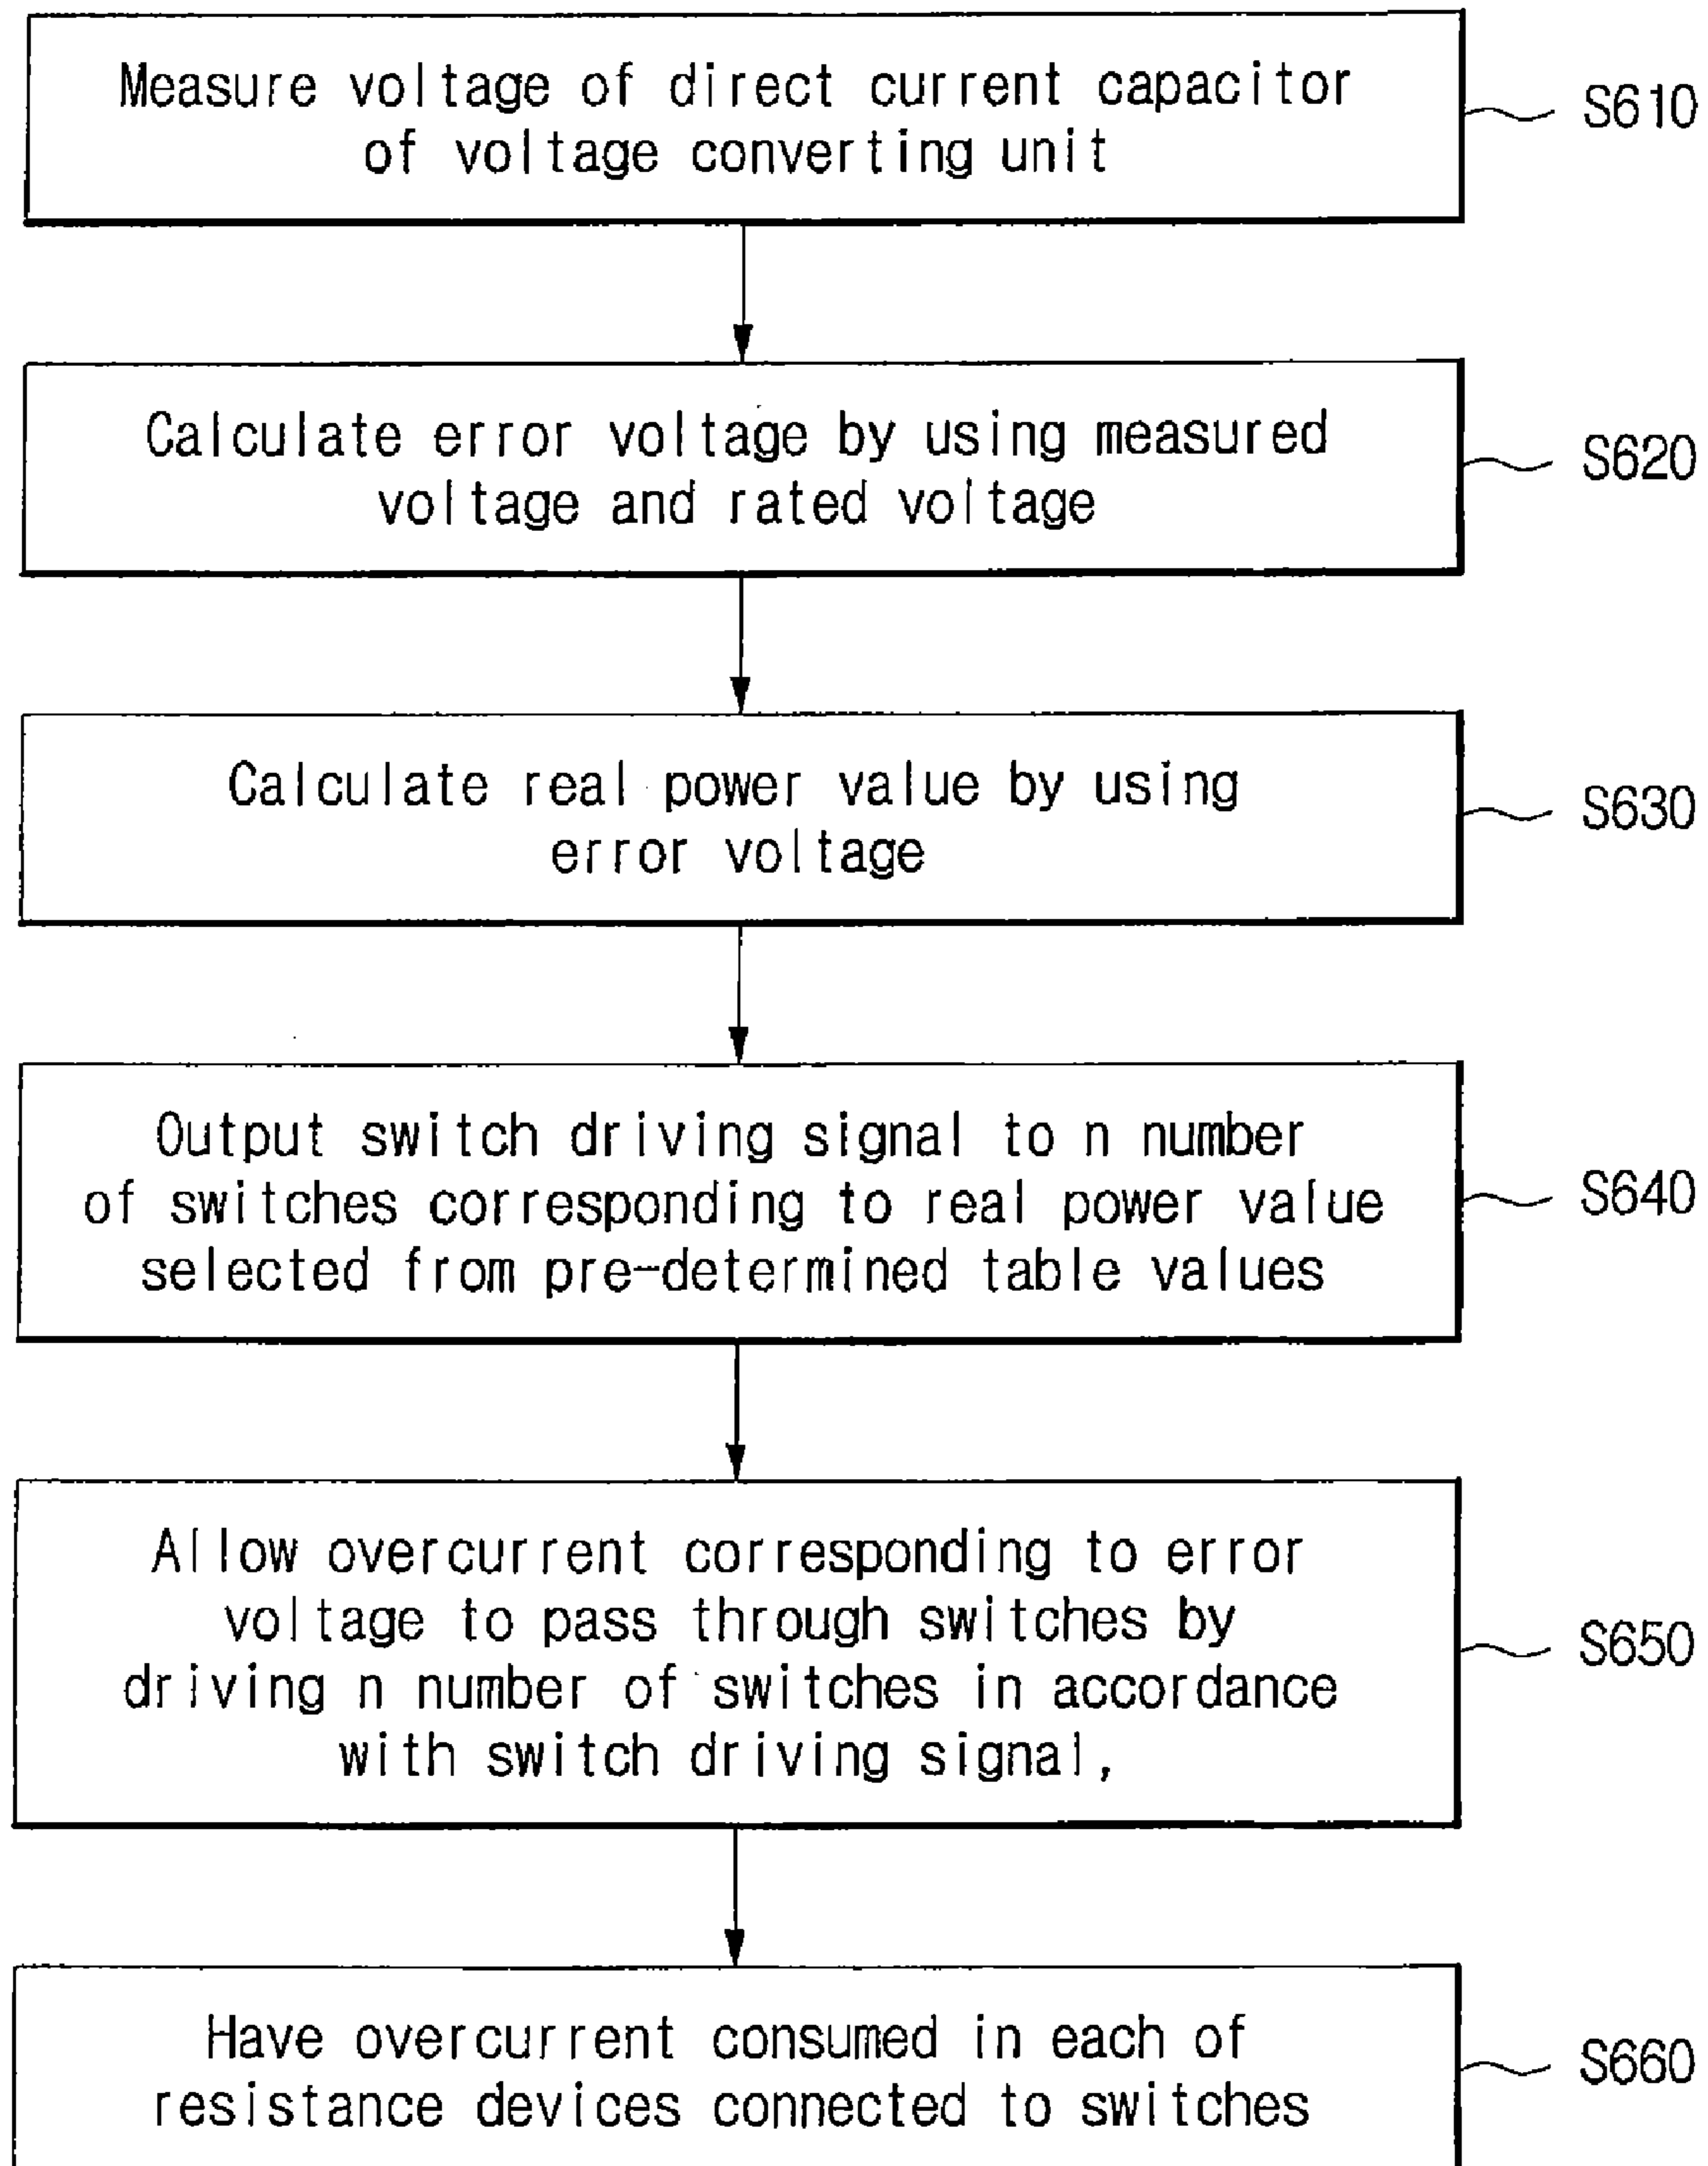 Measure voltage of direct current capacitor
of voltage converting unit
S610
Calculate error voltage by using measured
voltage and rated voltage
S620
Calculate real power value by using
error voltage
S630
Output switch driving signal to n number
of switches corresponding to real power value
selected from pre-determined table values
S640
Allow overcurrent corresponding to error
voltage to pass through switches by
driving n number of switches in accordance
with switch driving signal,
S650
Have overcurrent consumed in each of
resistance devices connected to switches
S660